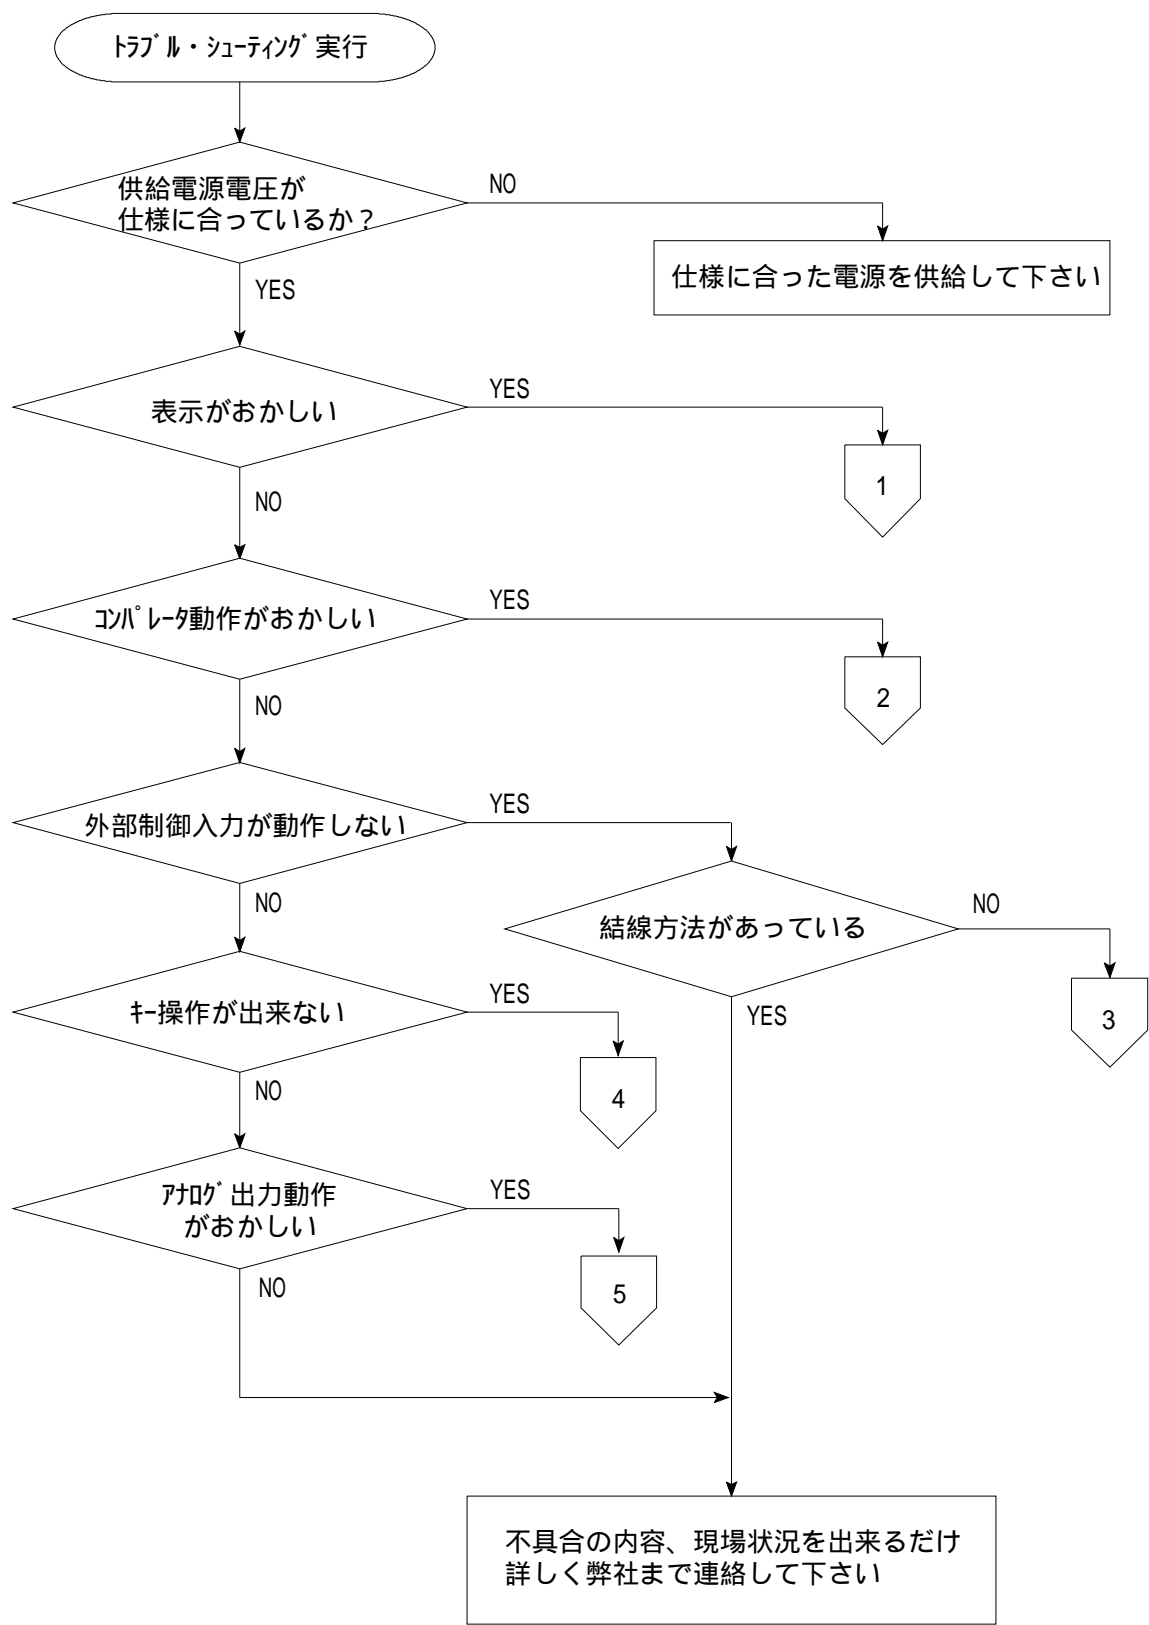 ﾄﾗﾌﾞﾙ・ｼｭｰﾃｨﾝｸﾞ実行
供給電源電圧が
仕様に合っているか？
NO
仕様に合った電源を供給して下さい
YES
表示がおかしい
YES
1
NO
ｺﾝﾊﾟﾚｰﾀ動作がおかしい
YES
2
NO
外部制御入力が動作しない
YES
結線方法があっている
NO
3
YES
NO
ｷｰ操作が出来ない
YES
4
NO
ｱﾅﾛｸﾞ出力動作
がおかしい
YES
5
NO
不具合の内容、現場状況を出来るだけ
詳しく弊社まで連絡して下さい